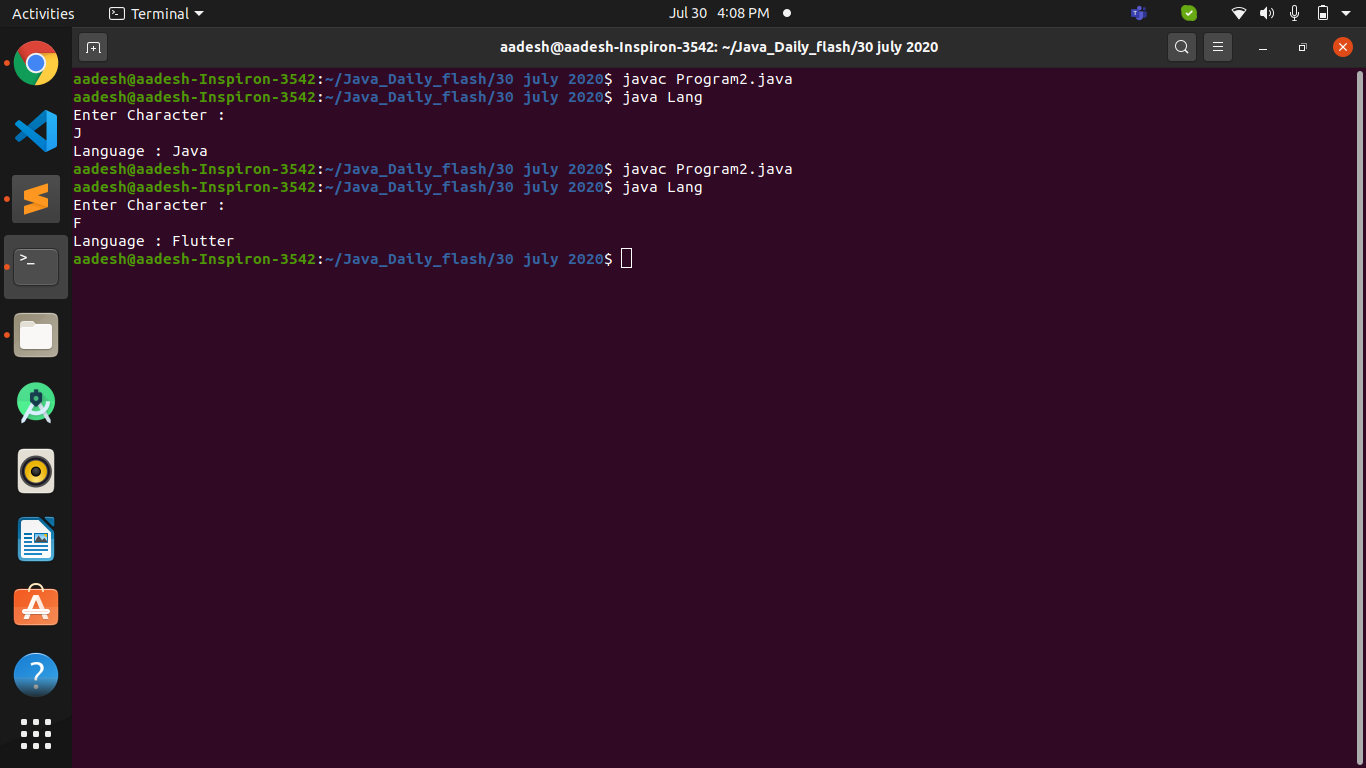 Activities
Terminal
Jul 30 4:08 PM
aadesh@aadesh-Inspiron-3542: ~/Java_Daily_flash/30 july 2020
aadesh@aadesh-Inspiron-3542:~/Java_Daily_flash/30 july 2020$ javac Program2.java
aadesh@aadesh-Inspiron-3542:~/Java_Daily_flash/30 july 2020$ java Lang
Enter Character :
J
Language : Java
aadesh@aadesh-Inspiron-3542:~/Java_Daily_flash/30 july 2020$ javac Program2.java
aadesh@aadesh-Inspiron-3542:~/Java_Daily_flash/30 july 2020$ java Lang
Enter Character :
F
Language : Flutter
aadesh@aadesh-Inspiron-3542:~/Java_Daily_flash/30 july 2020$